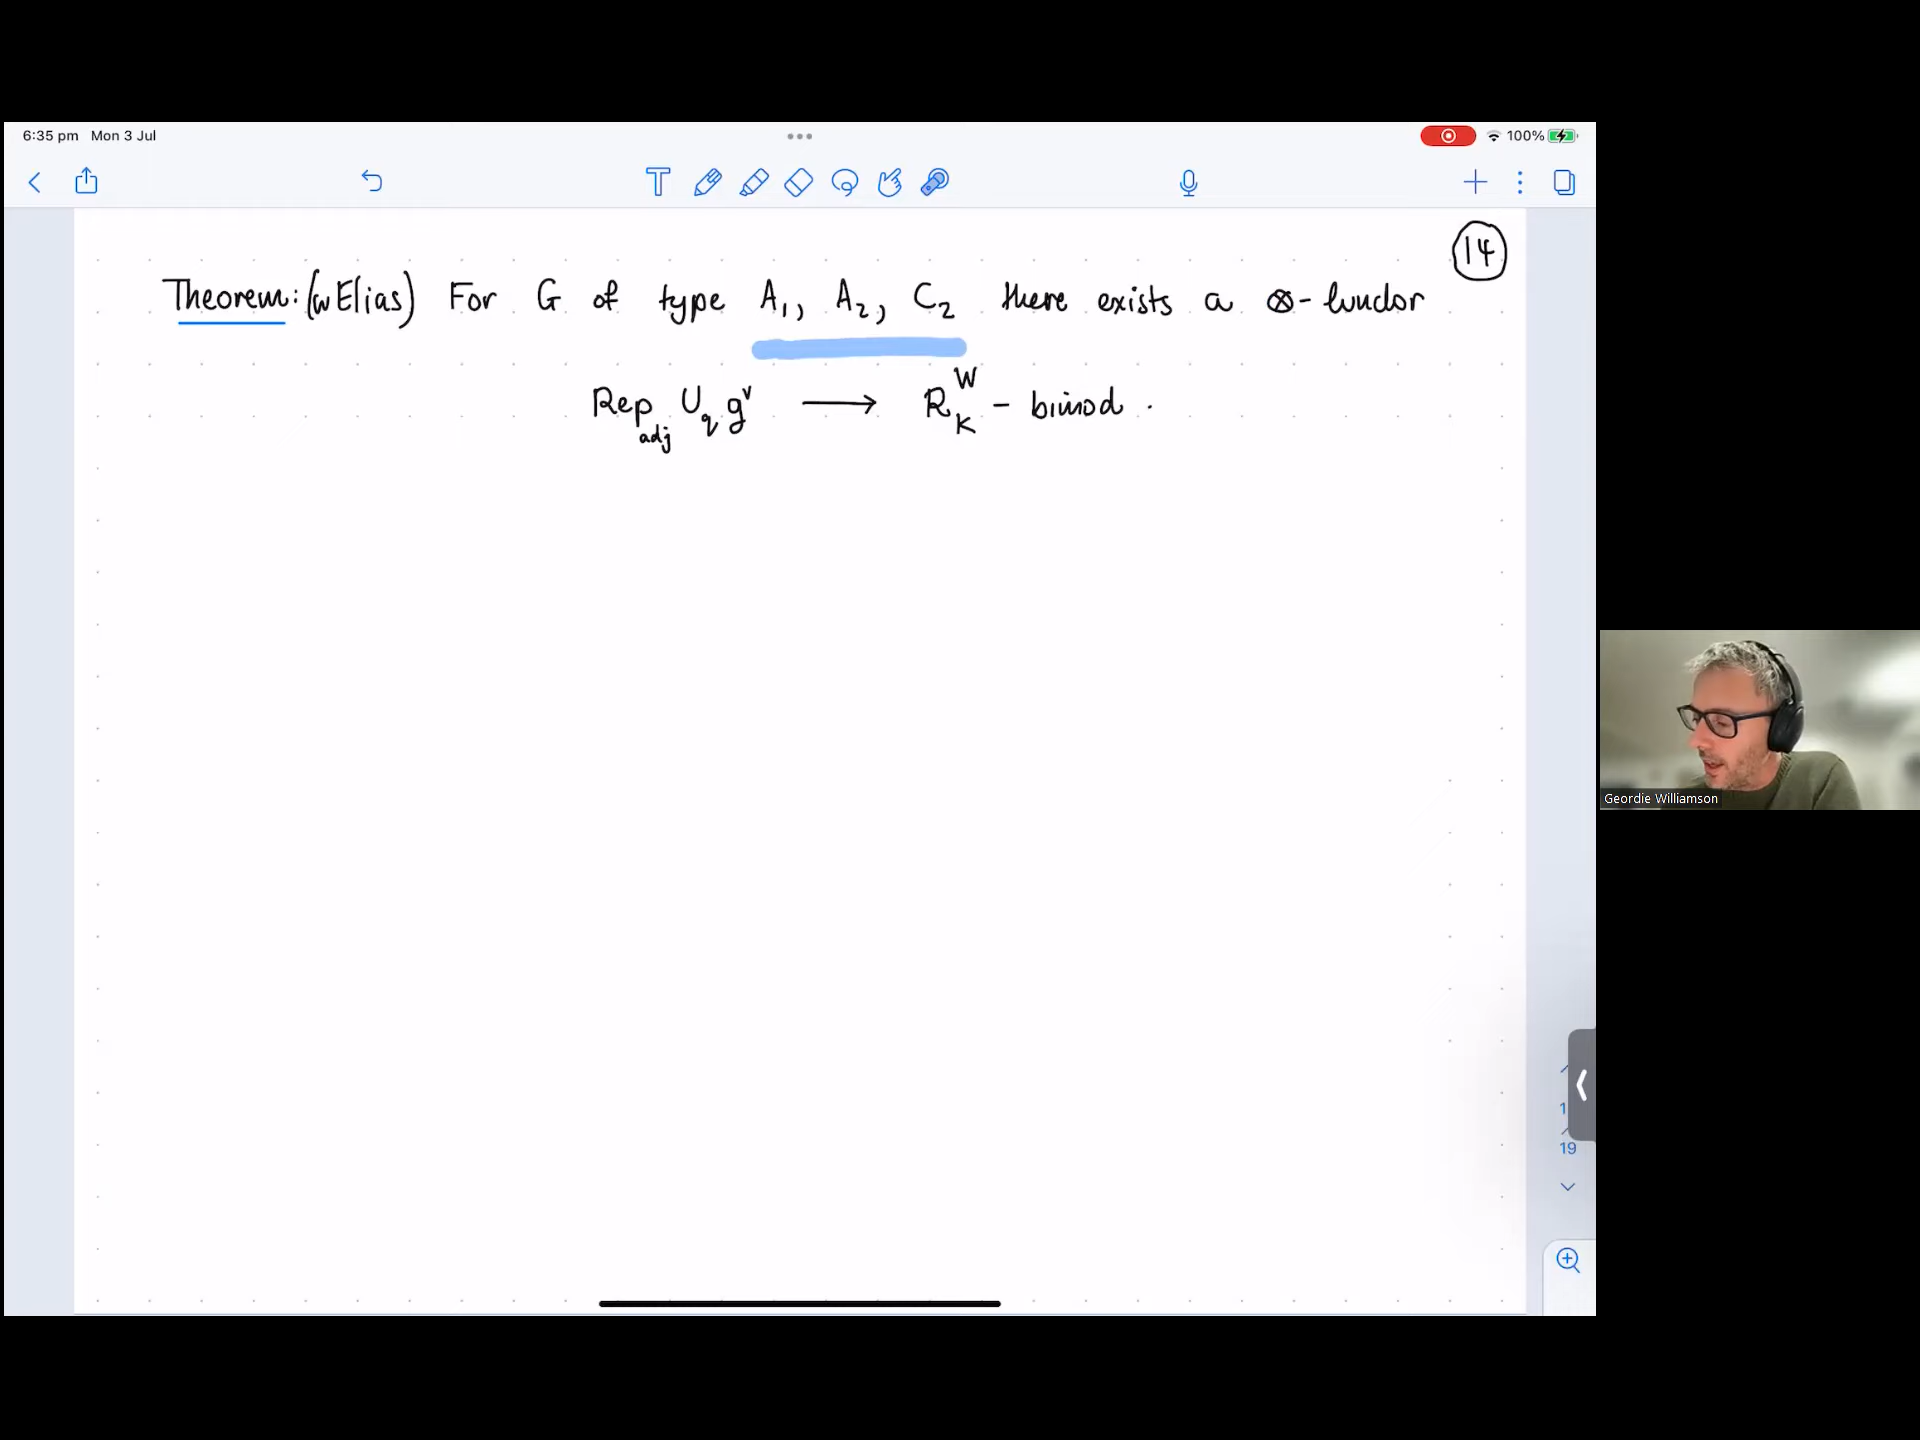 6:35 pm Mon 3 Jul
100%
14
Theorem: (w Elias) For G of type A₁, A₂, C₂ there exists a ⊗-functor
Rep_adj U_q g^∨ ⟶ R_K^W - bimod .
Geordie Williamson
1
19